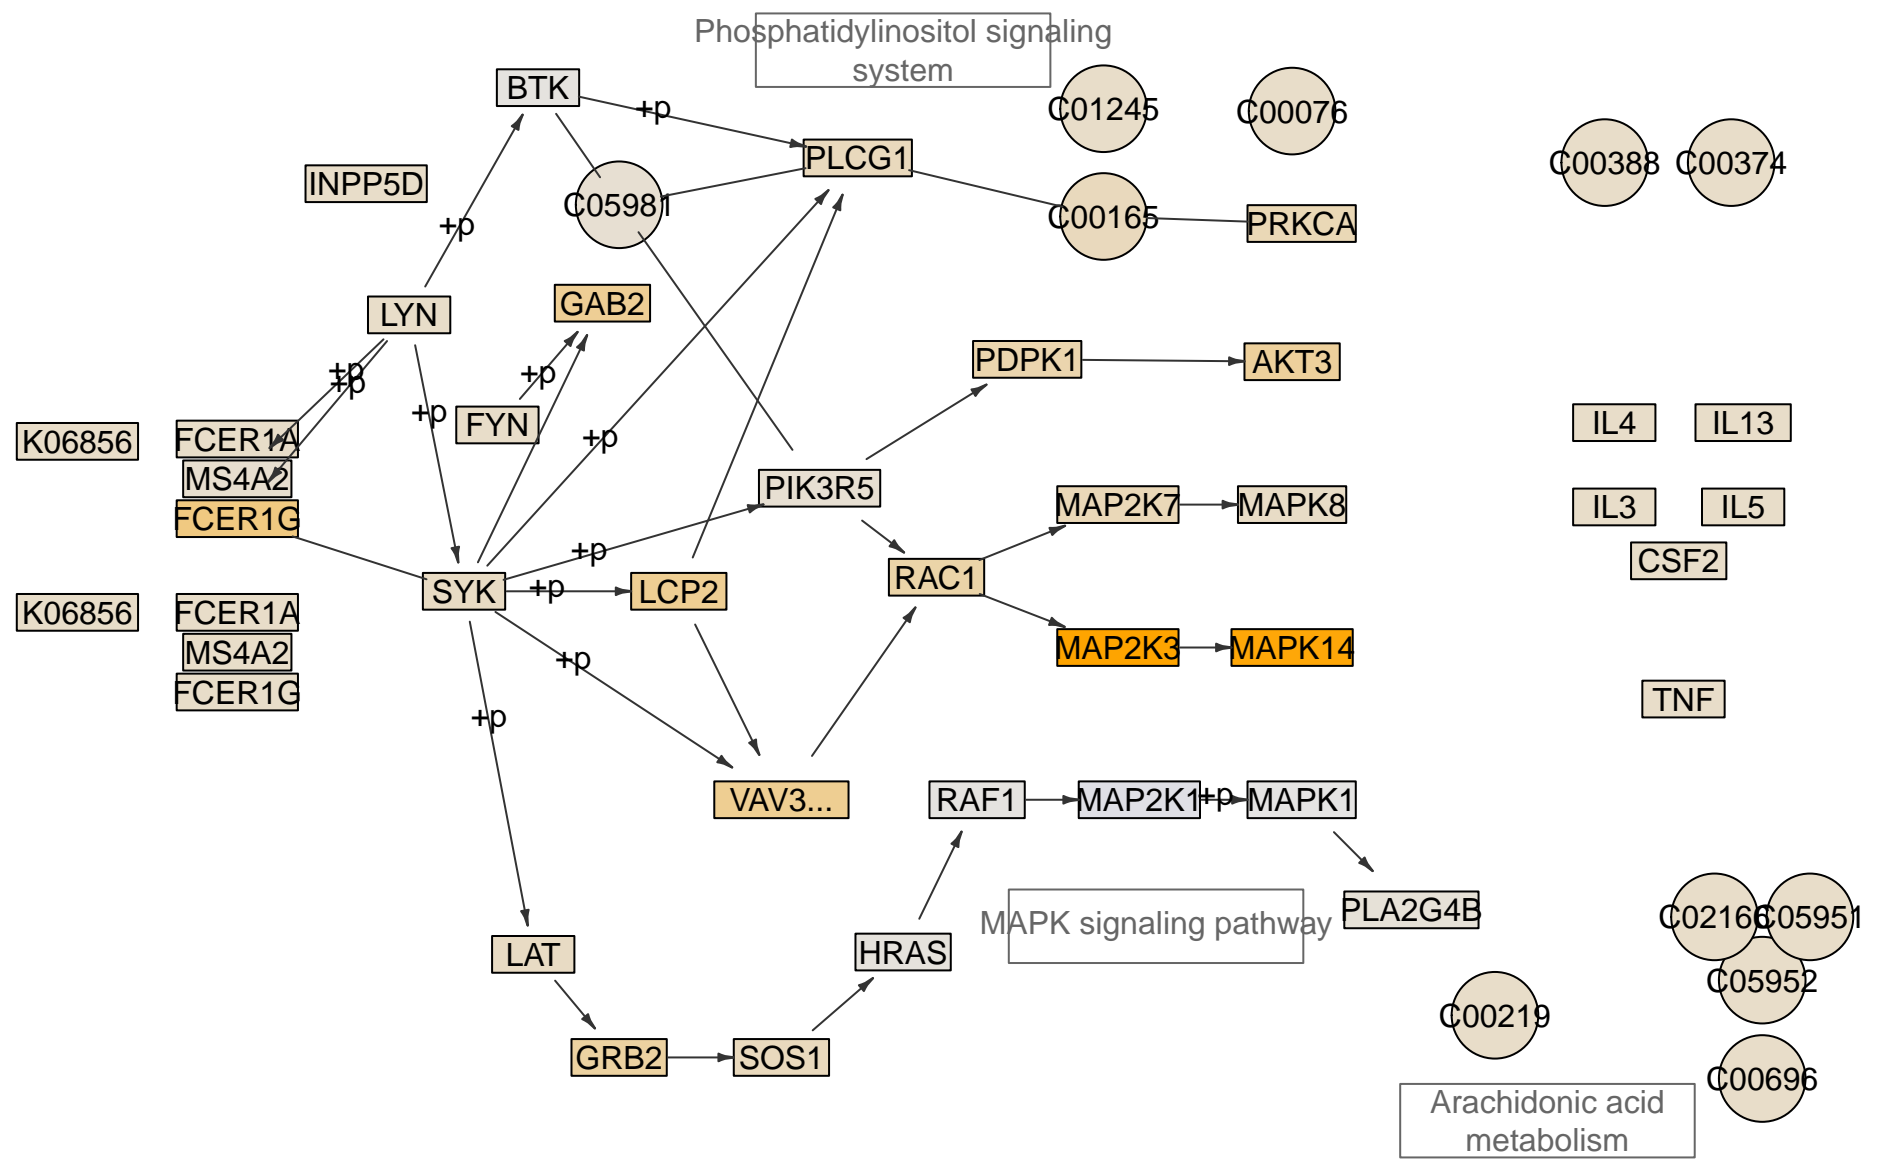 Phosphatidylinositol signaling
system
BTK
+p
C01245
C00076
PLCG1
C00388
C00374
INPP5D
C05981
C00165
PRKCA
+p
LYN
GAB2
PDPK1
AKT3
+p
+p
+p
+p
FYN
+p
K06856
FCER1A
MS4A2
FCER1G
IL4
IL13
PIK3R5
MAP2K7
MAPK8
IL3
IL5
+p
CSF2
SYK
+p
LCP2
RAC1
K06856
FCER1A
MS4A2
FCER1G
+p
MAP2K3
MAPK14
TNF
+p
VAV3...
RAF1
MAP2K1
+p
MAPK1
MAPK signaling pathway
PLA2G4B
C02166
C05951
C05952
LAT
HRAS
C00219
GRB2
SOS1
C00696
Arachidonic acid
metabolism